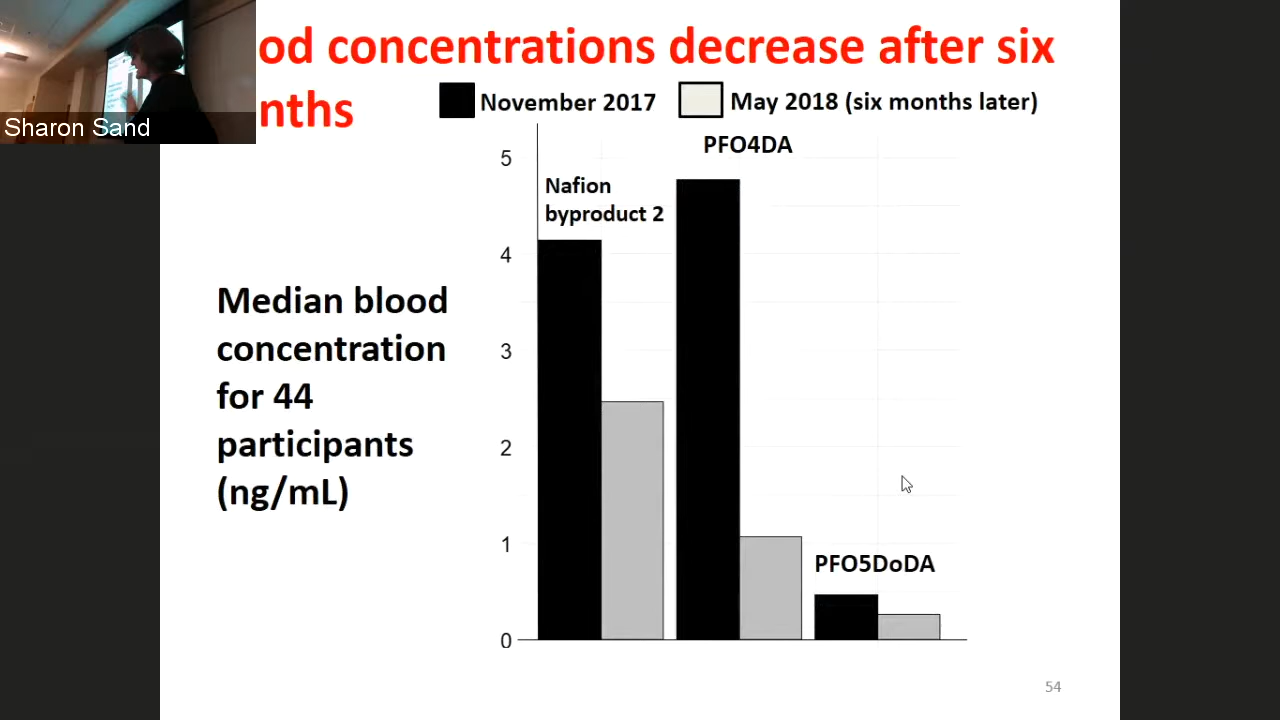 od concentrations decrease after six
nths
Sharon Sand
November 2017
May 2018 (six months later)
PFO4DA
Nafion
byproduct 2
PFO5DoDA
Median blood
concentration
for 44
participants
(ng/mL)
5
4
3
2
1
0
54